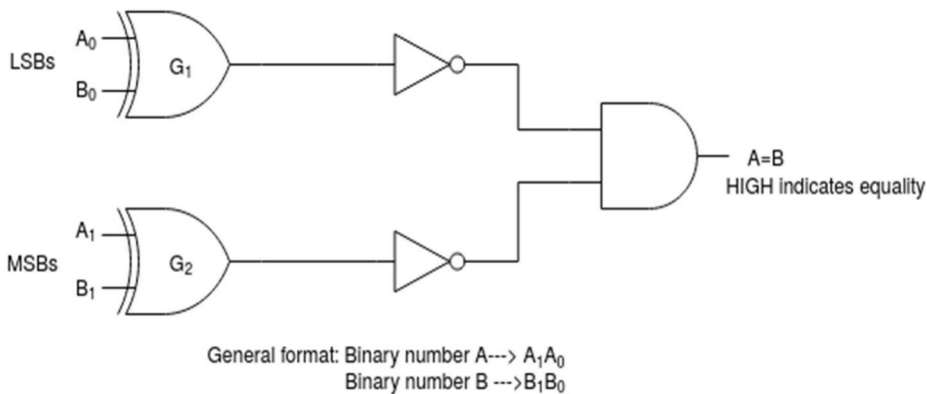 A₀
LSBs
G₁
B₀
A=B
HIGH indicates equality
A₁
G₂
MSBs
B₁
General format: Binary number A---> A₁A₀
Binary number B --->B₁B₀